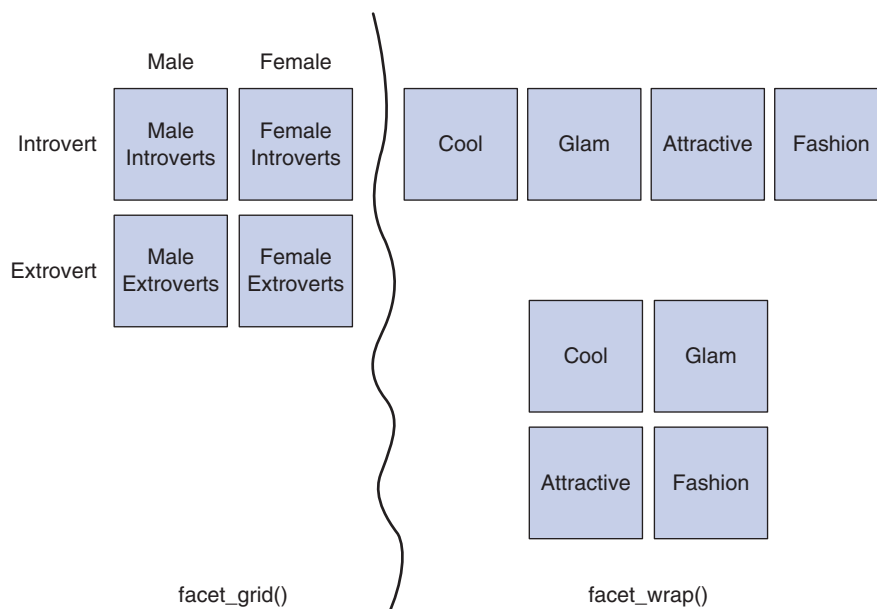 Male Female
Introvert
Male
Introverts
Female
Introverts
Extrovert
Male
Extroverts
Female
Extroverts
Cool Glam Attractive Fashion
Cool Glam
Attractive Fashion
facet_grid() facet_wrap()